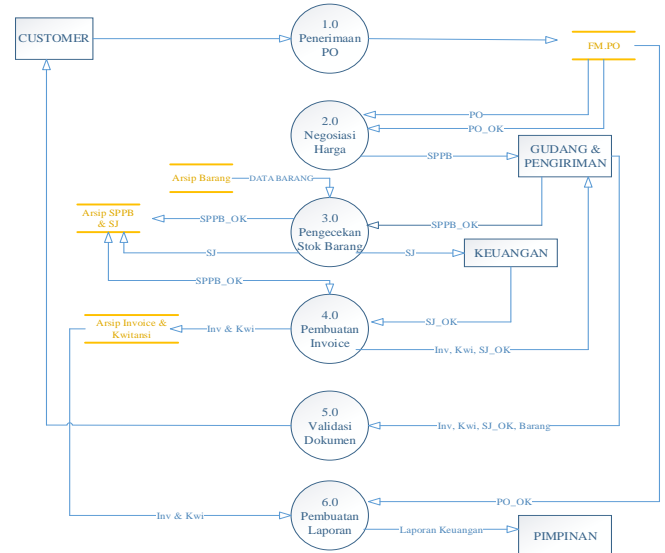 CUSTOMER
1.0
Penerimaan
PO
FM.PO
PO
PO_OK
2.0
Negosiasi
Harga
SPPB
GUDANG &
PENGIRIMAN
Arsip Barang
DATA BARANG
Arsip SPPB
& SJ
SPPB_OK
3.0
Pengecekan
Stok Barang
SPPB_OK
SJ
SJ
KEUANGAN
SPPB_OK
Arsip Invoice &
Kwitansi
Inv & Kwi
4.0
Pembuatan
Invoice
SJ_OK
Inv, Kwi, SJ_OK
5.0
Validasi
Dokumen
Inv, Kwi, SJ_OK, Barang
Inv & Kwi
6.0
Pembuatan
Laporan
PO_OK
Laporan Keuangan
PIMPINAN